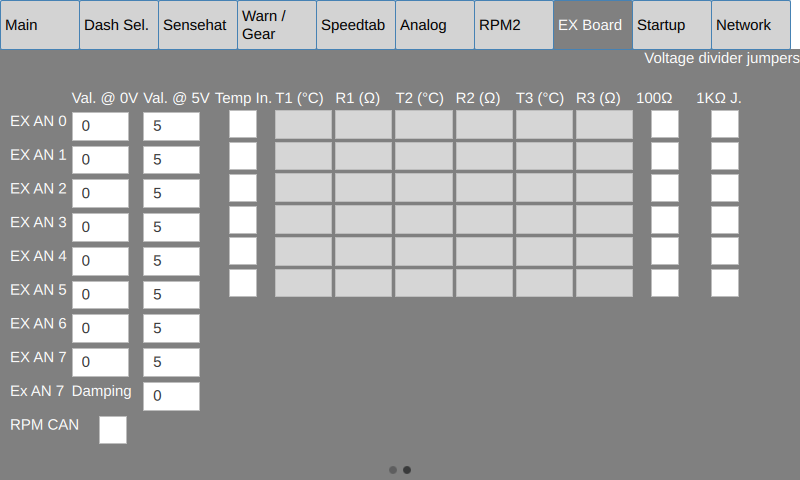 Main Dash Sel. Sensehat Warn / Gear Speedtab Analog RPM2 EX Board Startup Network
Voltage divider jumpers
Val. @ 0V Val. @ 5V Temp In. T1 (°C) R1 (Ω) T2 (°C) R2 (Ω) T3 (°C) R3 (Ω) 100Ω 1KΩ J.
EX AN 0 0 5
EX AN 1 0 5
EX AN 2 0 5
EX AN 3 0 5
EX AN 4 0 5
EX AN 5 0 5
EX AN 6 0 5
EX AN 7 0 5
Ex AN 7 Damping 0
RPM CAN